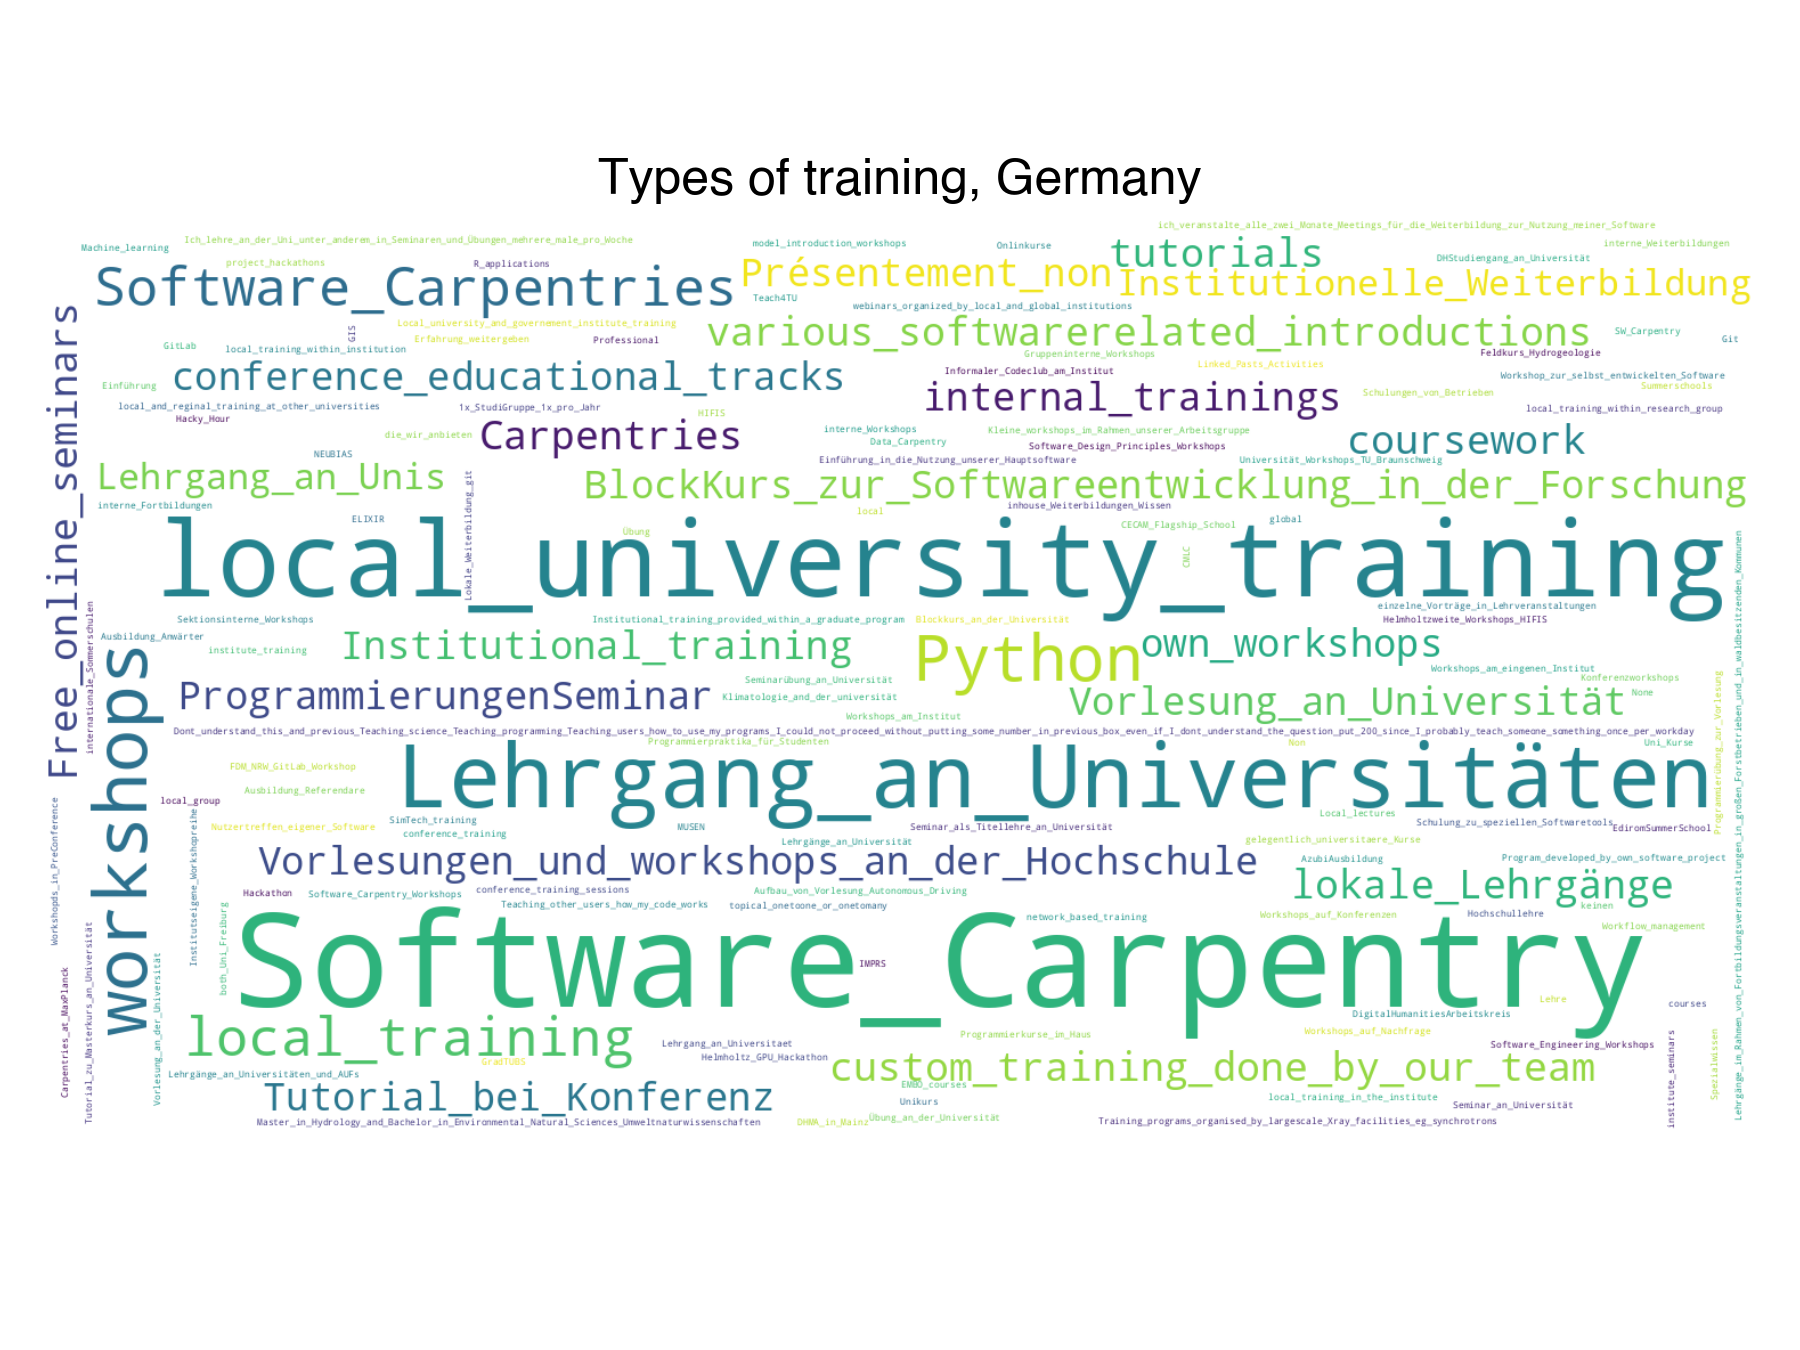 Types of training, Germany
ich_veranstalte_alle_zwei_Monate_Meetings_für_die_Weiterbildung_zur_Nutzung_meiner_Software
Machine_learning
Ich_lehre_an_der_Uni_unter_anderem_in_Seminaren_und_Übungen_mehrere_male_pro_Woche
model_introduction_workshops
Onlinkurse
tutorials
interne_Weiterbildungen
project_hackathons
R_applications
DHStudiengang_an_Universität
Software_Carpentries
Présentement_non
Institutionelle_Weiterbildung
Teach4TU
webinars_organized_by_local_and_global_institutions
Free_online_seminars
GIS
Local_university_and_governement_institute_training
various_softwarerelated_introductions
SW_Carpentry
GitLab
local_training_within_institution
Erfahrung_weitergeben
Professional
Git
Gruppeninterne_Workshops
Feldkurs_Hydrogeologie
Einführung
conference_educational_tracks
Informaler_Codeclub_am_Institut
Linked_Pasts_Activities
Workshop_zur_selbst_entwickelten_Software
Summerschools
internal_trainings
Schulungen_von_Betrieben
local_and_reginal_training_at_other_universities
1x_StudiGruppe_1x_pro_Jahr
HIFIS
local_training_within_research_group
Hacky_Hour
die_wir_anbieten
Carpentries
interne_Workshops
Kleine_workshops_im_Rahmen_unserer_Arbeitsgruppe
coursework
Data_Carpentry
Software_Design_Principles_Workshops
NEUBIAS
Einführung_in_die_Nutzung_unserer_Hauptsoftware
Universität_Workshops_TU_Braunschweig
Lehrgang_an_Unis
Lokale_Weiterbildung_git
BlockKurs_zur_Softwareentwicklung_in_der_Forschung
interne_Fortbildungen
ELIXIR
local
inhouse_Weiterbildungen_Wissen
Übung
CECAM_Flagship_School
global
local_university_training
internationale_Sommerschulen
einzelne_Vorträge_in_Lehrveranstaltungen
Sektionsinterne_Workshops
Institutional_training_provided_within_a_graduate_program
Blockkurs_an_der_Universität
Helmholtzweite_Workshops_HIFIS
Ausbildung_Anwärter
institute_training
Institutional_training
Python
own_workshops
workshops
Workshops_am_eingenen_Institut
ProgrammierungenSeminar
Seminarübung_an_Universität
Klimatologie_and_der_universität
Konferenzworkshops
None
Vorlesung_an_Universität
Workshops_am_Institut
Programmierübung_zur_Vorlesung
Lehrgänge_im_Rahmen_von_Fortbildungsveranstaltungen_in_großen_Forstbetrieben_und_in_waldbesitzenden_Kommunen
Dont_understand_this_and_previous_Teaching_science_Teaching_programming_Teaching_users_how_to_use_my_programs_I_could_not_proceed_without_putting_some_number_in_previous_box_even_if_I_dont_understand_the_question_put_200_since_I_probably_teach_someone_something_once_per_workday
Programmierpraktika_für_Studenten
Non
Uni_Kurse
FDM_NRW_GitLab_Workshop
Lehrgang_an_Universitäten
Ausbildung_Referendare
local_group
Workshopds_in_PreConference
Institutseigene_Workshopreihe
Nutzertreffen_eigener_Software
SimTech_training
conference_training
MUSEN
Seminar_als_Titellehre_an_Universität
Local_lectures
Schulung_zu_speziellen_Softwaretools
EdiromSummerSchool
Lehrgänge_an_Universität
gelegentlich_universitaere_Kurse
Vorlesungen_und_workshops_an_der_Hochschule
AzubiAusbildung
Program_developed_by_own_software_project
lokale_Lehrgänge
Hackathon
Software_Carpentry_Workshops
conference_training_sessions
Aufbau_von_Vorlesung_Autonomous_Driving
Teaching_other_users_how_my_code_works
topical_onetoone_or_onetomany
network_based_training
Workshops_auf_Konferenzen
Hochschullehre
keinen
Workflow_management
both_Uni_Freiburg
Software_Carpentry
IMPRS
Tutorial_zu_Masterkurs_an_Universität
Vorlesung_an_der_Universität
Carpentries_at_MaxPlanck
Lehre
courses
DigitalHumanitiesArbeitskreis
local_training
Programmierkurse_im_Haus
Workshops_auf_Nachfrage
Lehrgang_an_Universitaet
Software_Engineering_Workshops
GradTUBS
Helmholtz_GPU_Hackathon
custom_training_done_by_our_team
institute_seminars
Spezialwissen
Lehrgänge_an_Universitäten_und_AUFs
EMBO_courses
Tutorial_bei_Konferenz
Unikurs
local_training_in_the_institute
Seminar_an_Universität
Master_in_Hydrology_and_Bachelor_in_Environmental_Natural_Sciences_Umweltnaturwissenschaften
DHMA_in_Mainz
Übung_an_der_Universität
Training_programs_organised_by_largescale_Xray_facilities_eg_synchrotrons